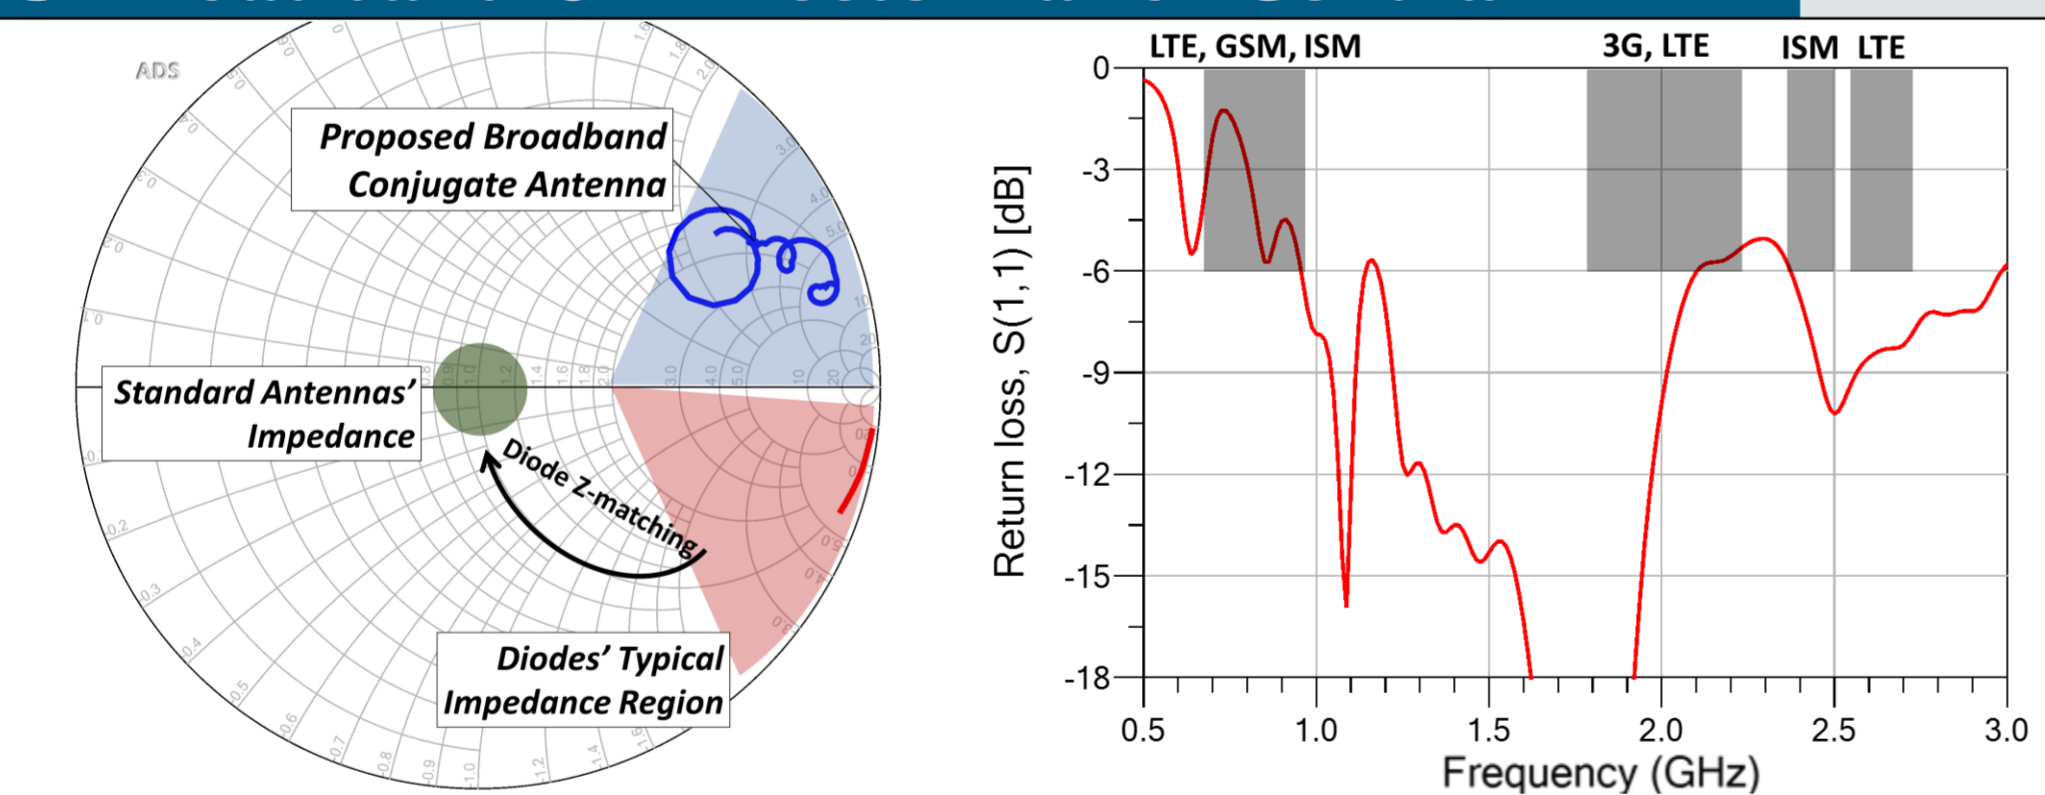 ADS
Proposed Broadband
Conjugate Antenna
Standard Antennas’
Impedance
Diode Z-matching
Diodes’ Typical
Impedance Region
LTE, GSM, ISM
3G, LTE
ISM LTE
Return loss, S(1,1) [dB]
0
-3
-6
-9
-12
-15
-18
0.5 1.0 1.5 2.0 2.5 3.0
Frequency (GHz)